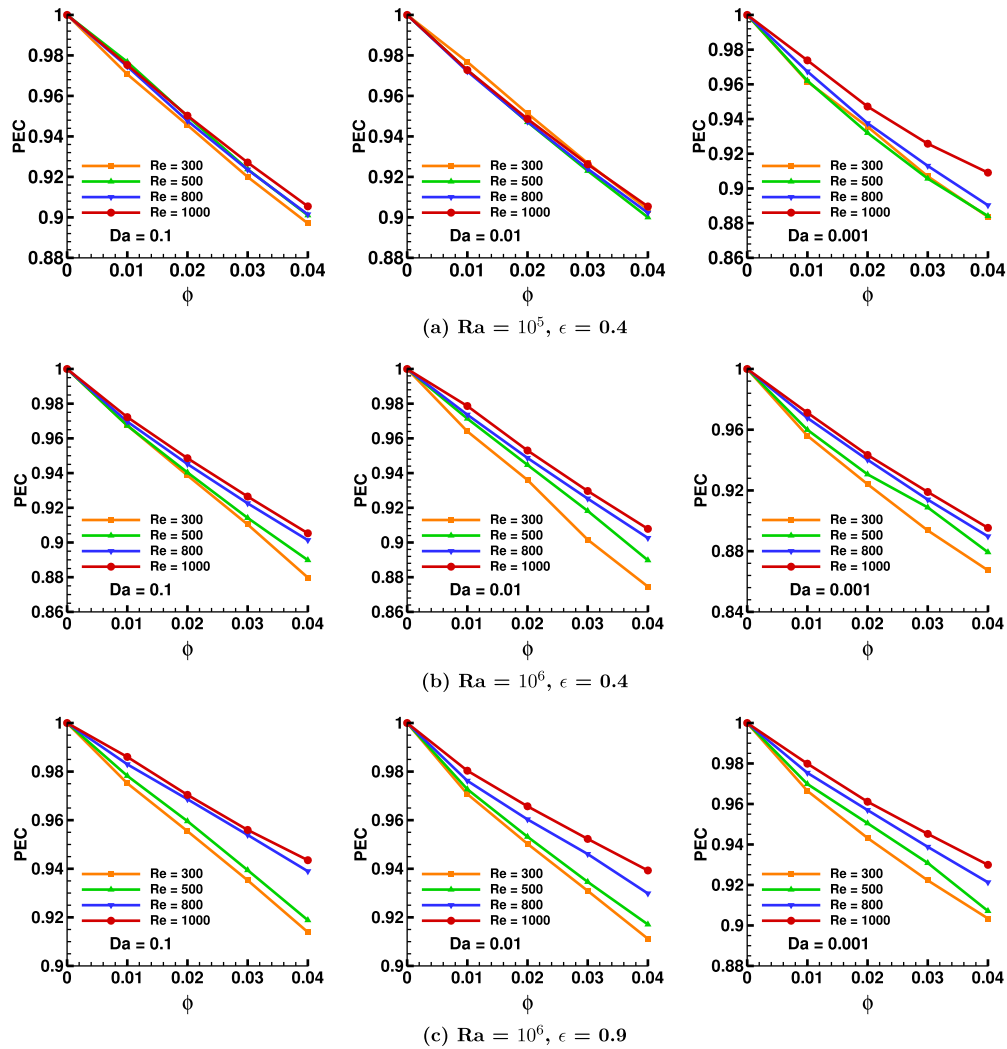 PEC
1
0.98
0.96
0.94
0.92
0.9
0.88
Re = 300
Re = 500
Re = 800
Re = 1000
Da = 0.1
0 0.01 0.02 0.03 0.04
ϕ
PEC
1
0.98
0.96
0.94
0.92
0.9
0.88
Re = 300
Re = 500
Re = 800
Re = 1000
Da = 0.01
0 0.01 0.02 0.03 0.04
ϕ
PEC
1
0.98
0.96
0.94
0.92
0.9
0.88
0.86
Re = 300
Re = 500
Re = 800
Re = 1000
Da = 0.001
0 0.01 0.02 0.03 0.04
ϕ
(a) Ra = 10⁵, ϵ = 0.4
PEC
1
0.98
0.96
0.94
0.92
0.9
0.88
0.86
Re = 300
Re = 500
Re = 800
Re = 1000
Da = 0.1
0 0.01 0.02 0.03 0.04
ϕ
PEC
1
0.98
0.96
0.94
0.92
0.9
0.88
0.86
Re = 300
Re = 500
Re = 800
Re = 1000
Da = 0.01
0 0.01 0.02 0.03 0.04
ϕ
PEC
1
0.96
0.92
0.88
0.84
Re = 300
Re = 500
Re = 800
Re = 1000
Da = 0.001
0 0.01 0.02 0.03 0.04
ϕ
(b) Ra = 10⁶, ϵ = 0.4
PEC
1
0.98
0.96
0.94
0.92
0.9
Re = 300
Re = 500
Re = 800
Re = 1000
Da = 0.1
0 0.01 0.02 0.03 0.04
ϕ
PEC
1
0.98
0.96
0.94
0.92
0.9
Re = 300
Re = 500
Re = 800
Re = 1000
Da = 0.01
0 0.01 0.02 0.03 0.04
ϕ
PEC
1
0.98
0.96
0.94
0.92
0.9
0.88
Re = 300
Re = 500
Re = 800
Re = 1000
Da = 0.001
0 0.01 0.02 0.03 0.04
ϕ
(c) Ra = 10⁶, ϵ = 0.9